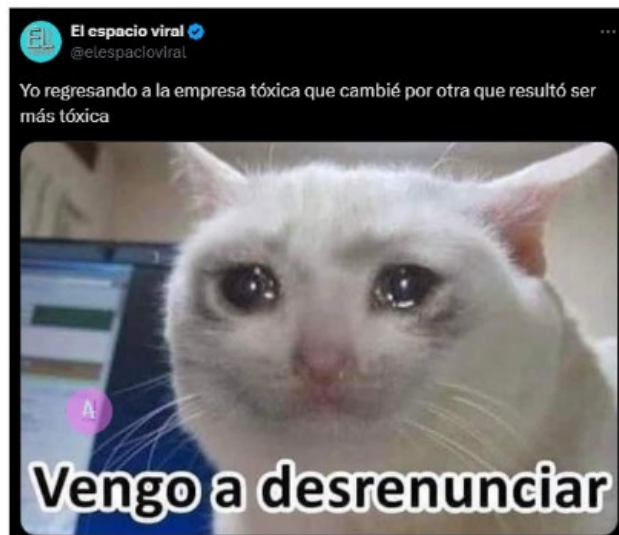 El espacio viral
@elespacioviral
Yo regresando a la empresa tóxica que cambié por otra que resultó ser
más tóxica
Vengo a desrenunciar